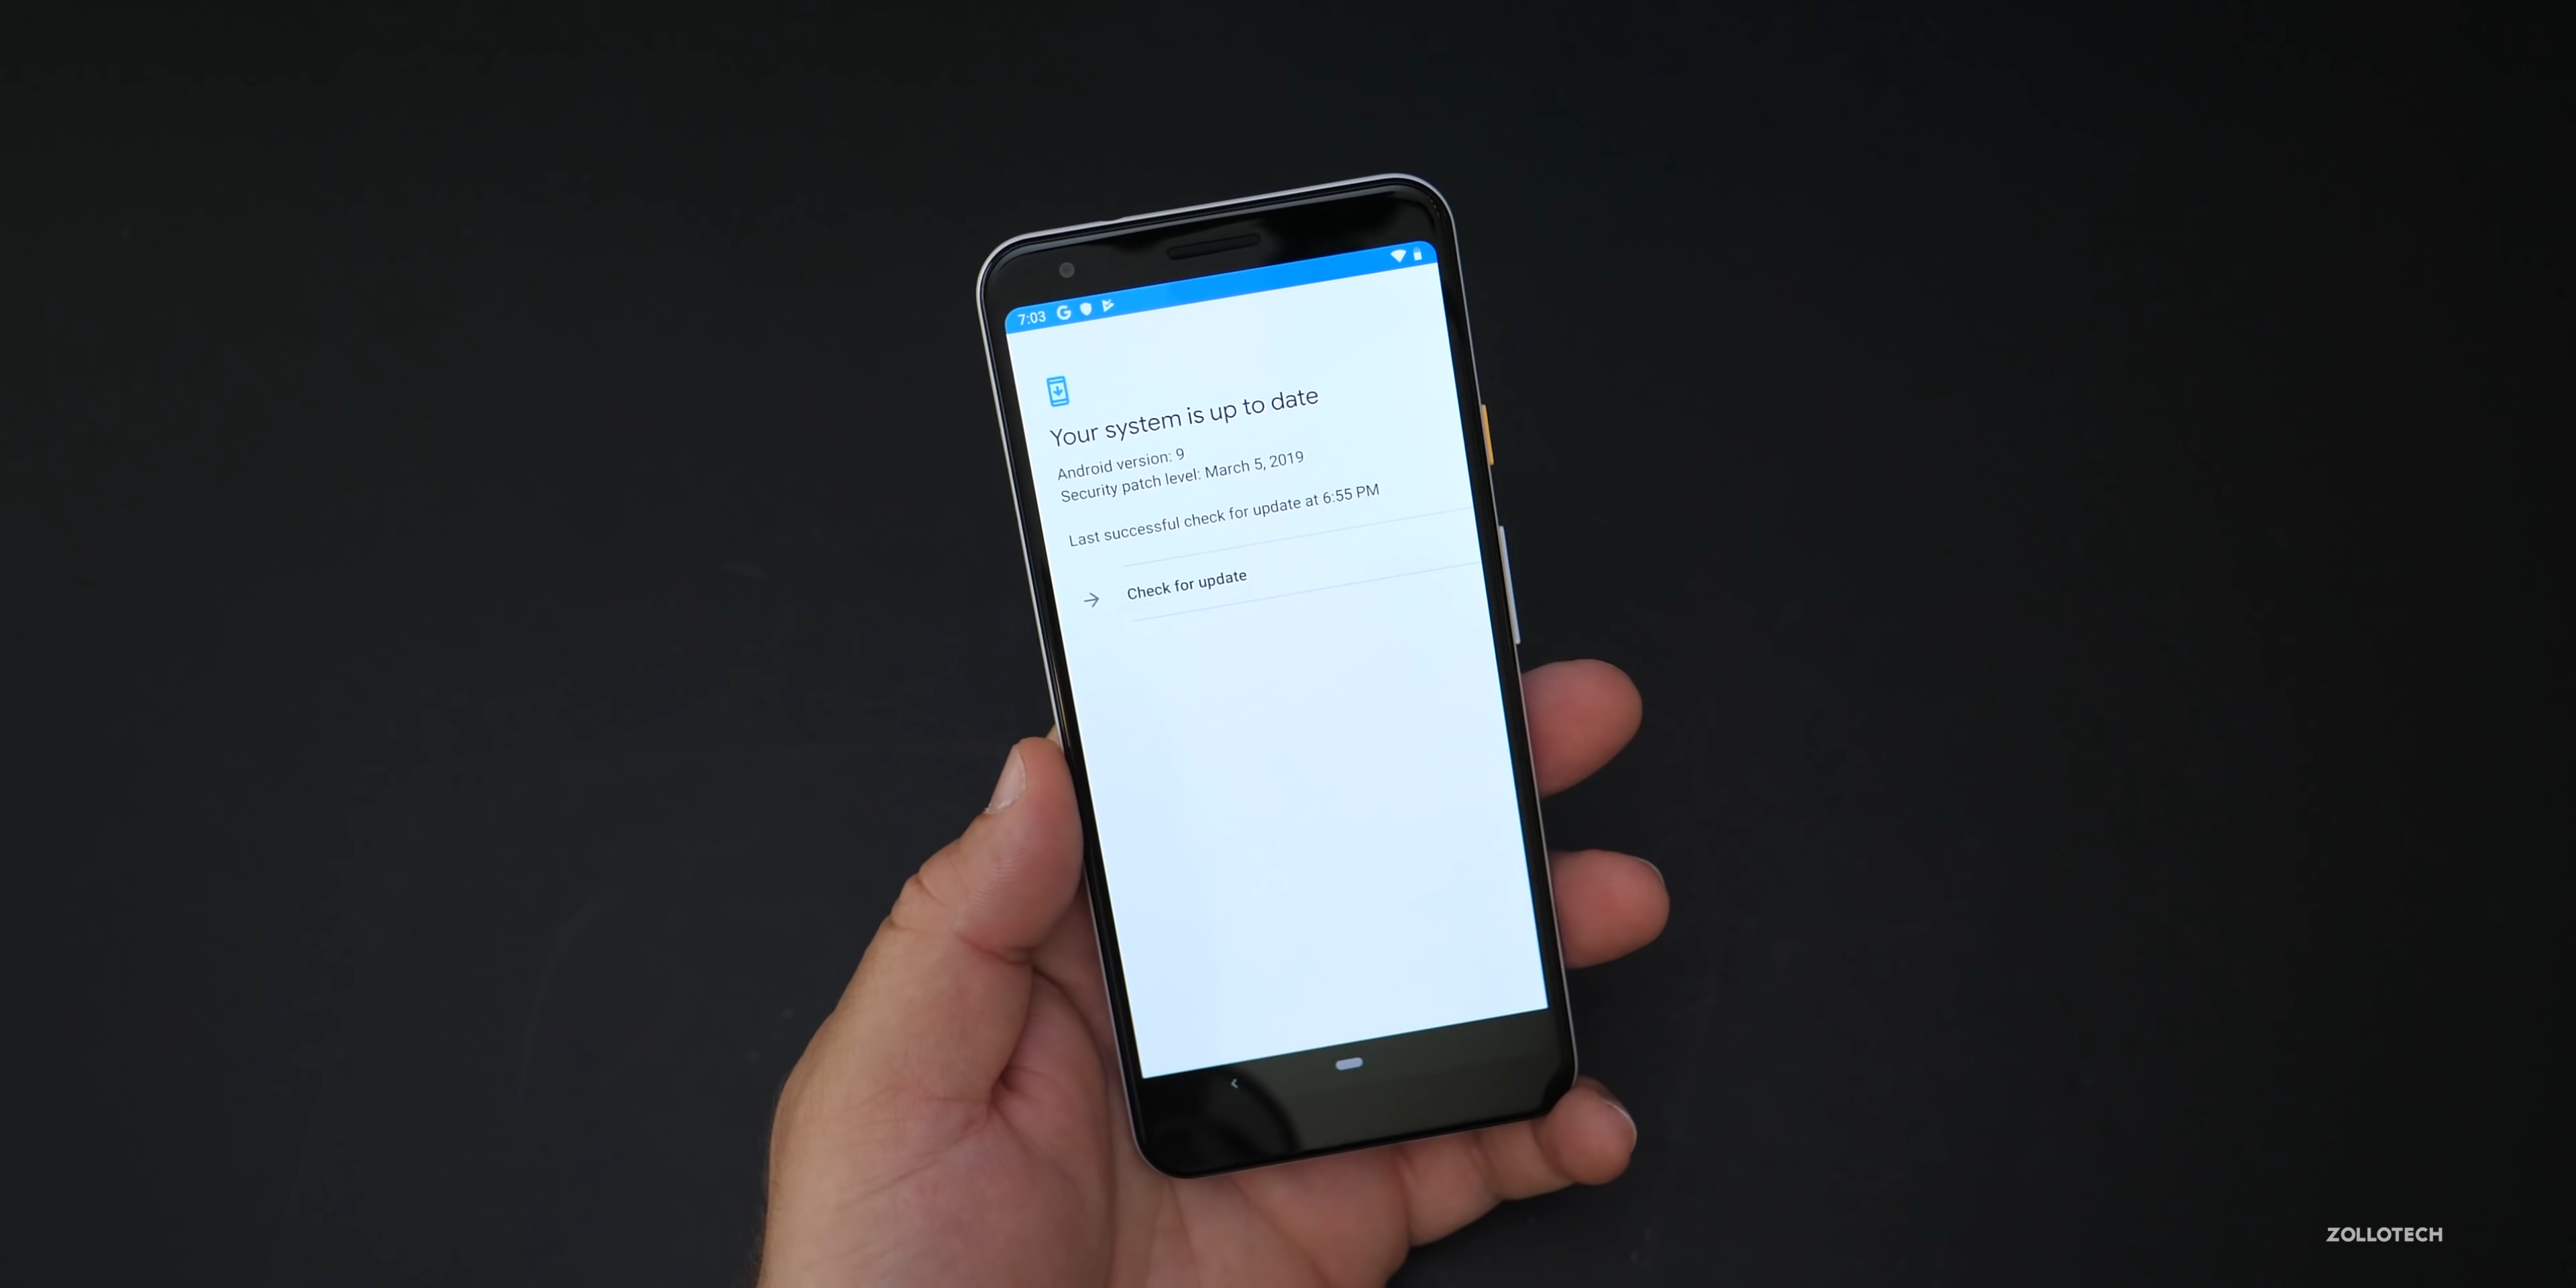 7:03
Your system is up to date
Android version: 9
Security patch level: March 5, 2019
Last successful check for update at 6:55 PM
Check for update
ZOLLOTECH